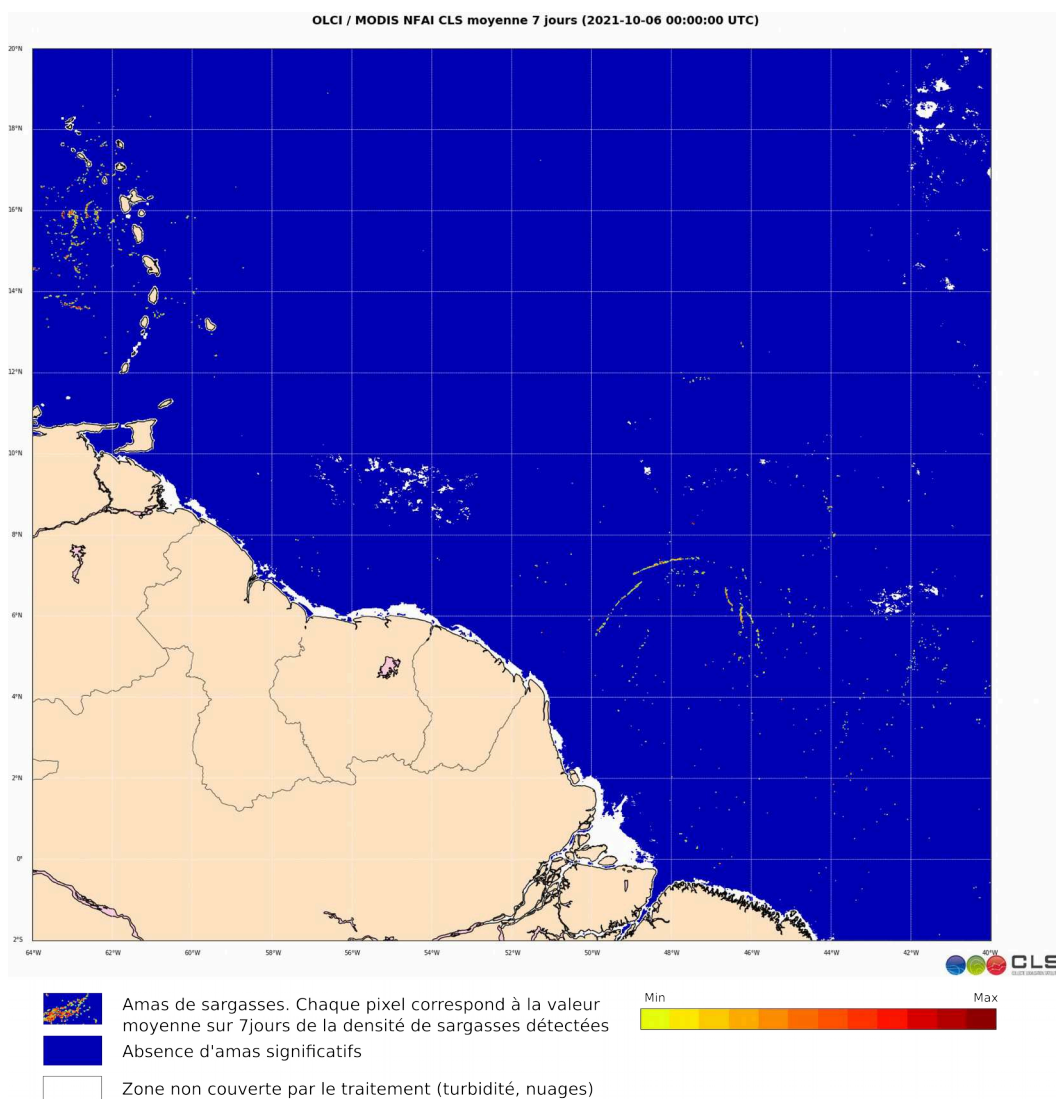 OLCI / MODIS NFAI CLS moyenne 7 jours (2021-10-06 00:00:00 UTC)
20°N
18°N
16°N
14°N
12°N
10°N
8°N
6°N
4°N
2°N
0°
2°S
64°W 62°W 60°W 58°W 56°W 54°W 52°W 50°W 48°W 46°W 44°W 42°W 40°W
CLS
Amas de sargasses. Chaque pixel correspond à la valeur
moyenne sur 7jours de la densité de sargasses détectées
Min Max
Absence d'amas significatifs
Zone non couverte par le traitement (turbidité, nuages)